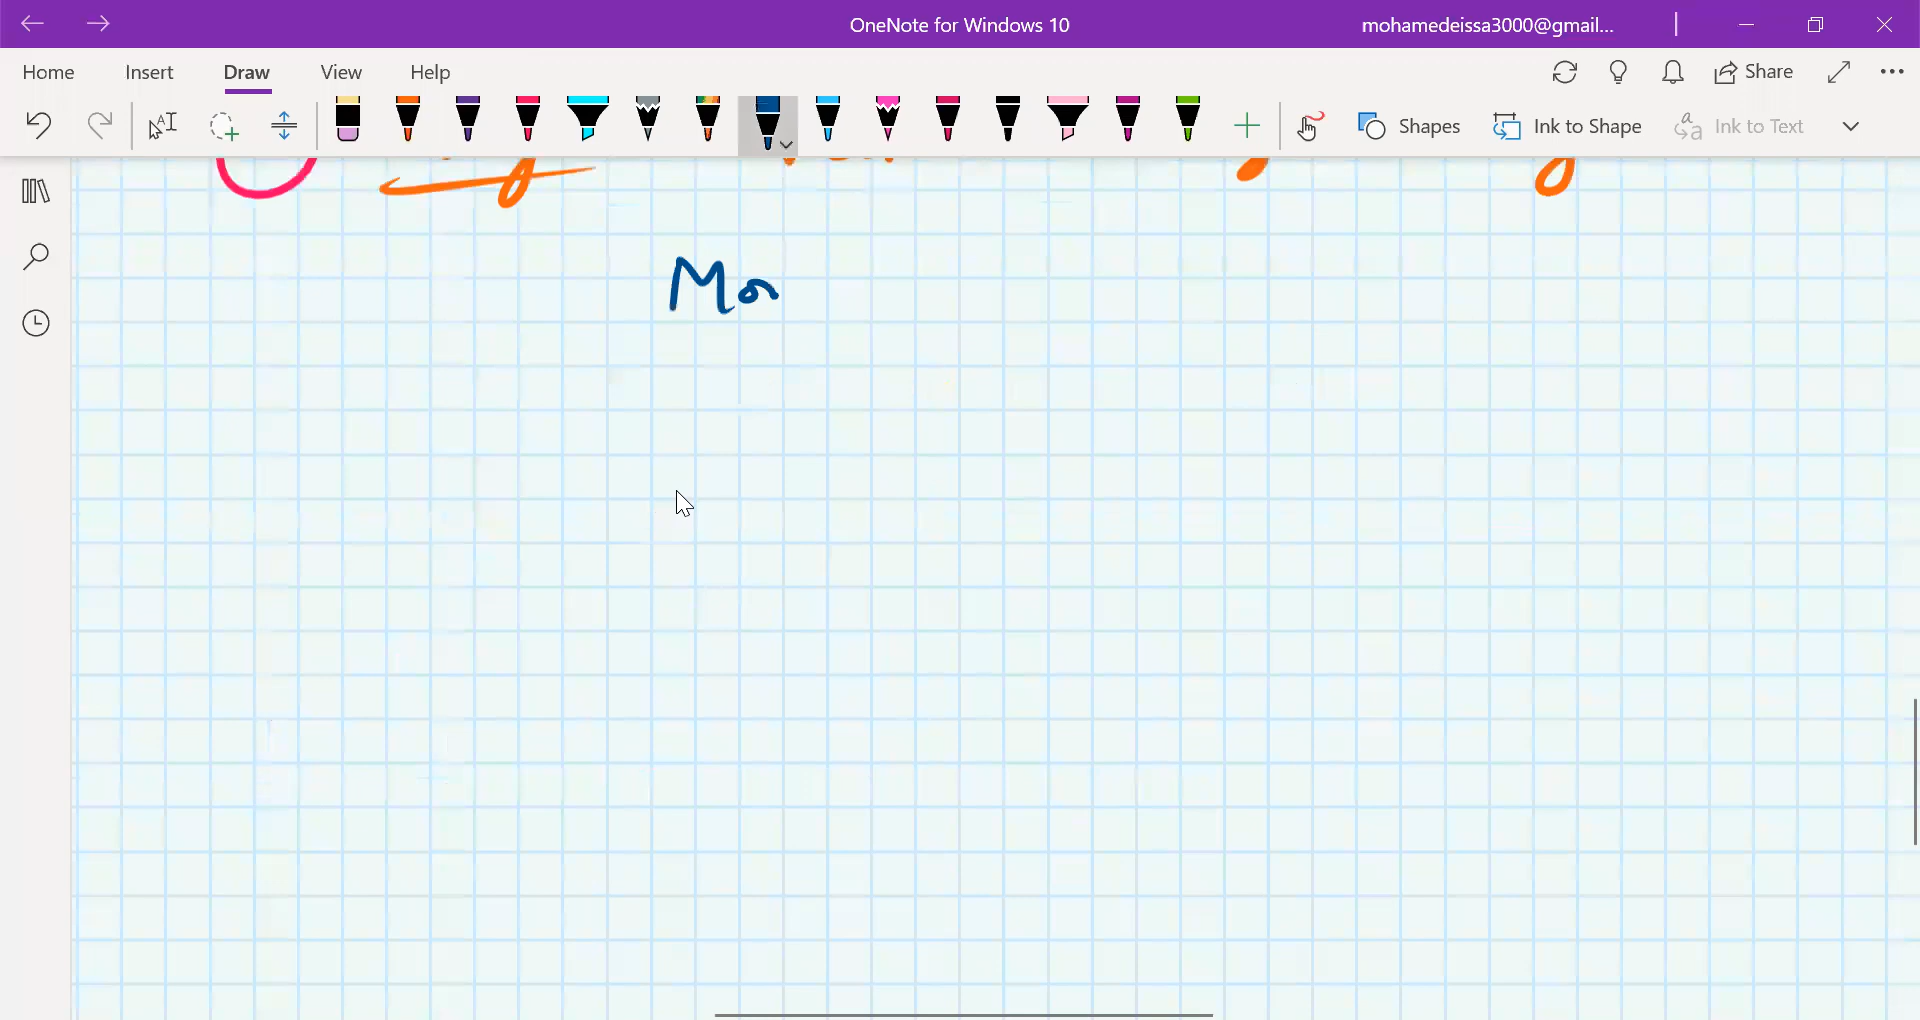 OneNote for Windows 10
mohamedeissa3000@gmail...
Home Insert Draw View Help
Share
Shapes Ink to Shape Ink to Text
Mo